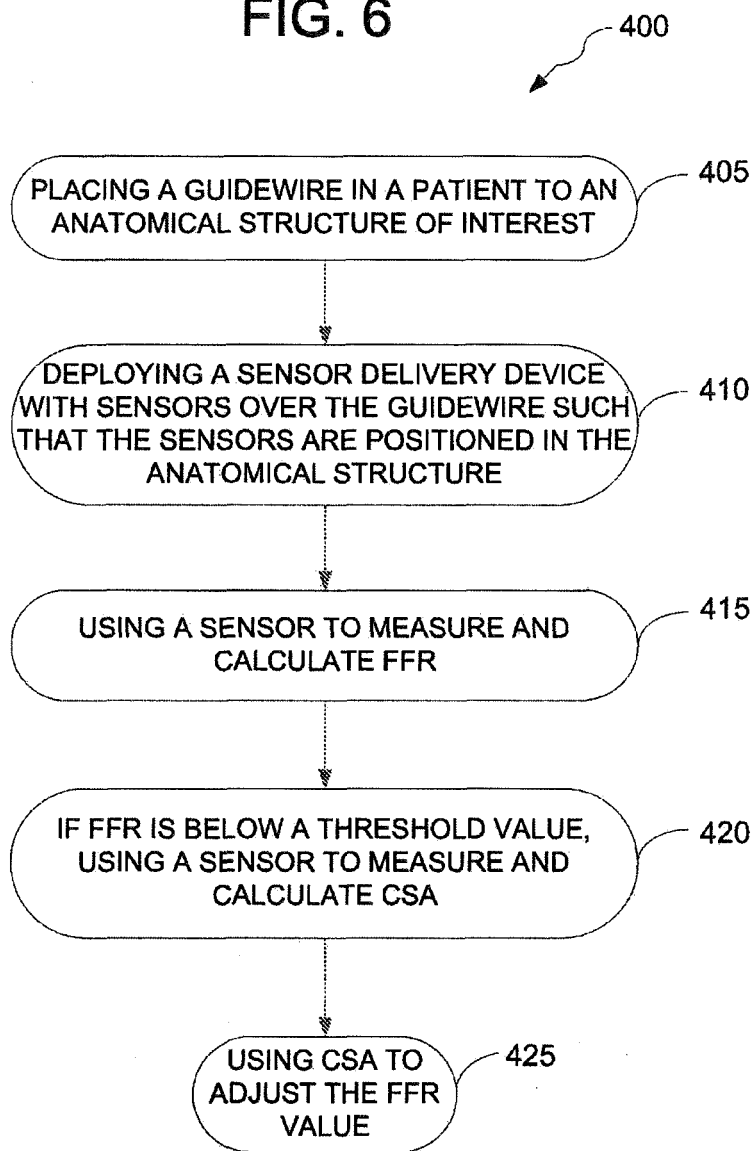 FIG. 6
400
PLACING A GUIDEWIRE IN A PATIENT TO AN
ANATOMICAL STRUCTURE OF INTEREST
405
DEPLOYING A SENSOR DELIVERY DEVICE
WITH SENSORS OVER THE GUIDEWIRE SUCH
THAT THE SENSORS ARE POSITIONED IN THE
ANATOMICAL STRUCTURE
410
USING A SENSOR TO MEASURE AND
CALCULATE FFR
415
IF FFR IS BELOW A THRESHOLD VALUE,
USING A SENSOR TO MEASURE AND
CALCULATE CSA
420
USING CSA TO
ADJUST THE FFR
VALUE
425